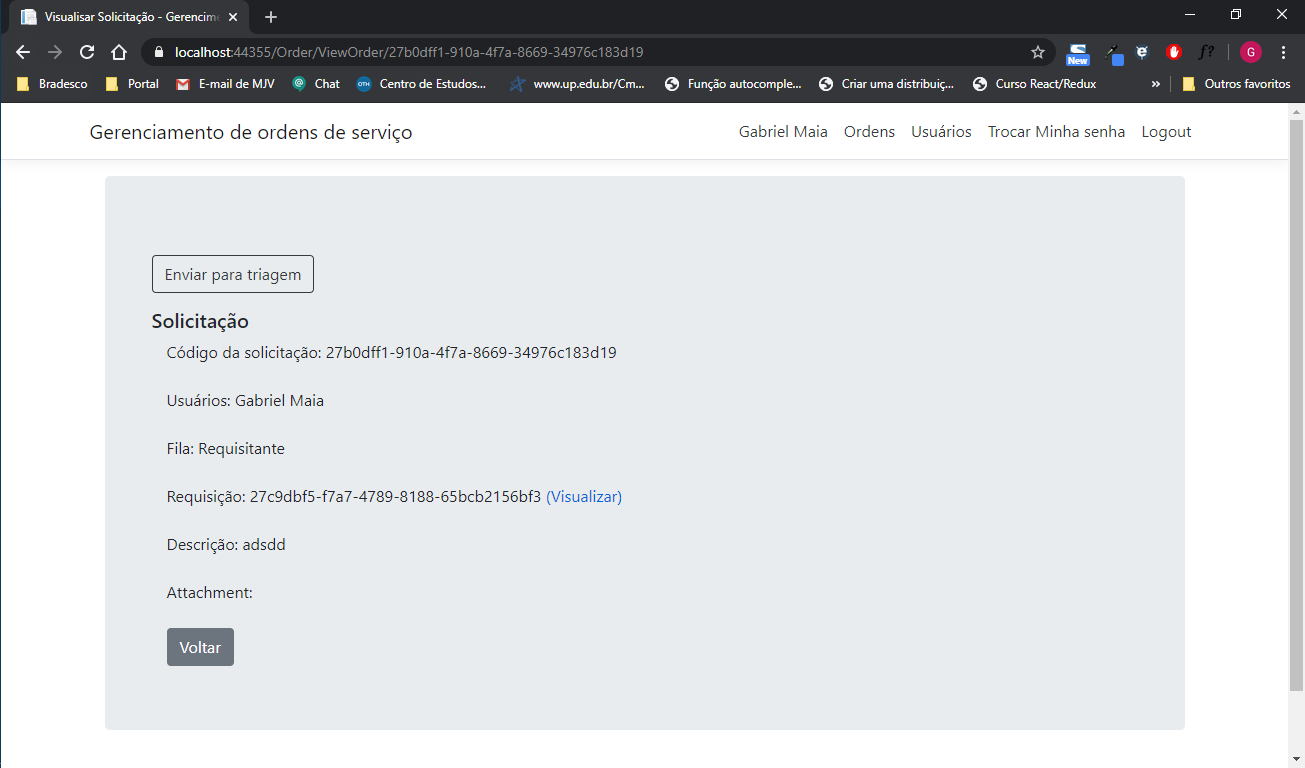 Visualisar Solicitação - Gerencime
localhost:44355/Order/ViewOrder/27b0dff1-910a-4f7a-8669-34976c183d19
New
f?
G
Bradesco Portal E-mail de MJV Chat OTH Centro de Estudos... www.up.edu.br/Cm... Função autocomple... Criar uma distribuiç... Curso React/Redux » Outros favoritos
Gerenciamento de ordens de serviço
Gabriel Maia Ordens Usuários Trocar Minha senha Logout
Enviar para triagem
Solicitação
Código da solicitação: 27b0dff1-910a-4f7a-8669-34976c183d19
Usuários: Gabriel Maia
Fila: Requisitante
Requisição: 27c9dbf5-f7a7-4789-8188-65bcb2156bf3 (Visualizar)
Descrição: adsdd
Attachment:
Voltar